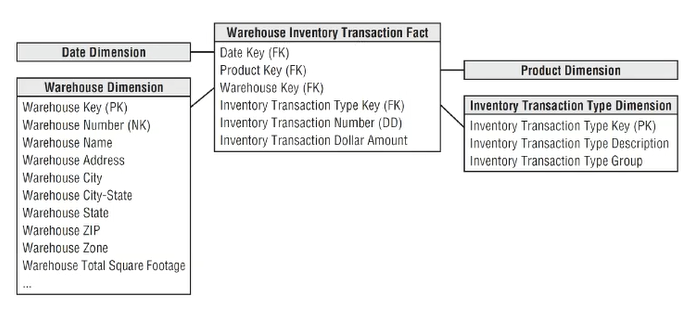 Date Dimension
Warehouse Dimension
Warehouse Key (PK)
Warehouse Number (NK)
Warehouse Name
Warehouse Address
Warehouse City
Warehouse City-State
Warehouse State
Warehouse ZIP
Warehouse Zone
Warehouse Total Square Footage
...
Warehouse Inventory Transaction Fact
Date Key (FK)
Product Key (FK)
Warehouse Key (FK)
Inventory Transaction Type Key (FK)
Inventory Transaction Number (DD)
Inventory Transaction Dollar Amount
Product Dimension
Inventory Transaction Type Dimension
Inventory Transaction Type Key (PK)
Inventory Transaction Type Description
Inventory Transaction Type Group